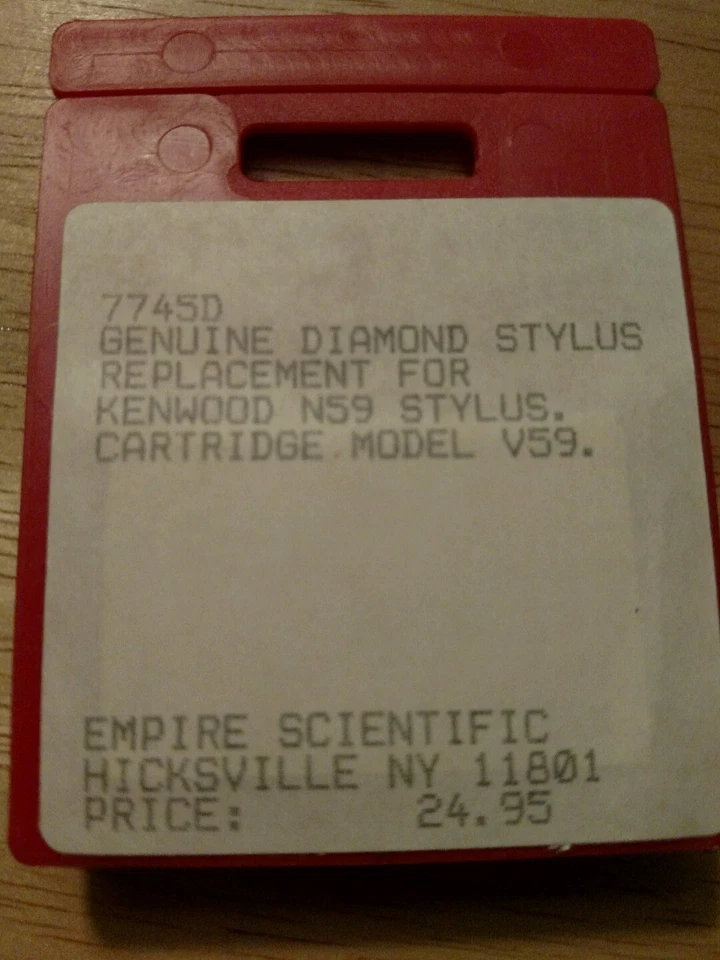 7745D
GENUINE DIAMOND STYLUS
REPLACEMENT FOR
KENWOOD N59 STYLUS.
CARTRIDGE MODEL V59.
EMPIRE SCIENTIFIC
HICKSVILLE NY 11801
PRICE: 24.95